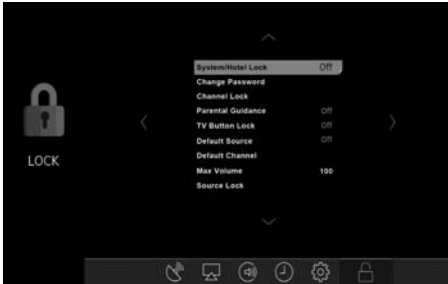 System/Hotel Lock Off
Change Password
Channel Lock
Parental Guidance Off
TV Button Lock Off
Default Source Off
Default Channel
Max Volume 100
Source Lock
LOCK